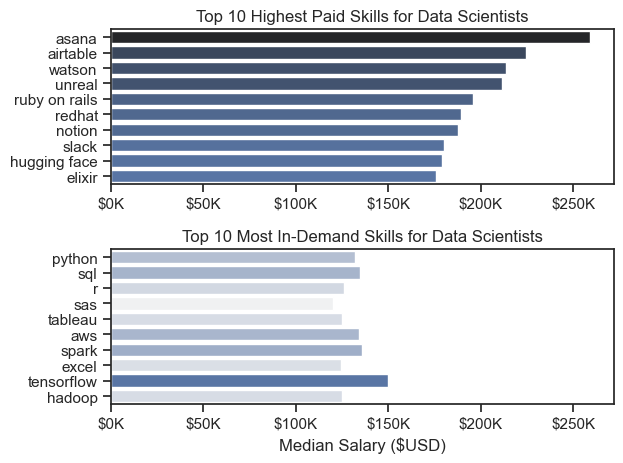 Top 10 Highest Paid Skills for Data Scientists
asana
airtable
watson
unreal
ruby on rails
redhat
notion
slack
hugging face
elixir
$0K $50K $100K $150K $200K $250K
Top 10 Most In-Demand Skills for Data Scientists
python
sql
r
sas
tableau
aws
spark
excel
tensorflow
hadoop
$0K $50K $100K $150K $200K $250K
Median Salary ($USD)